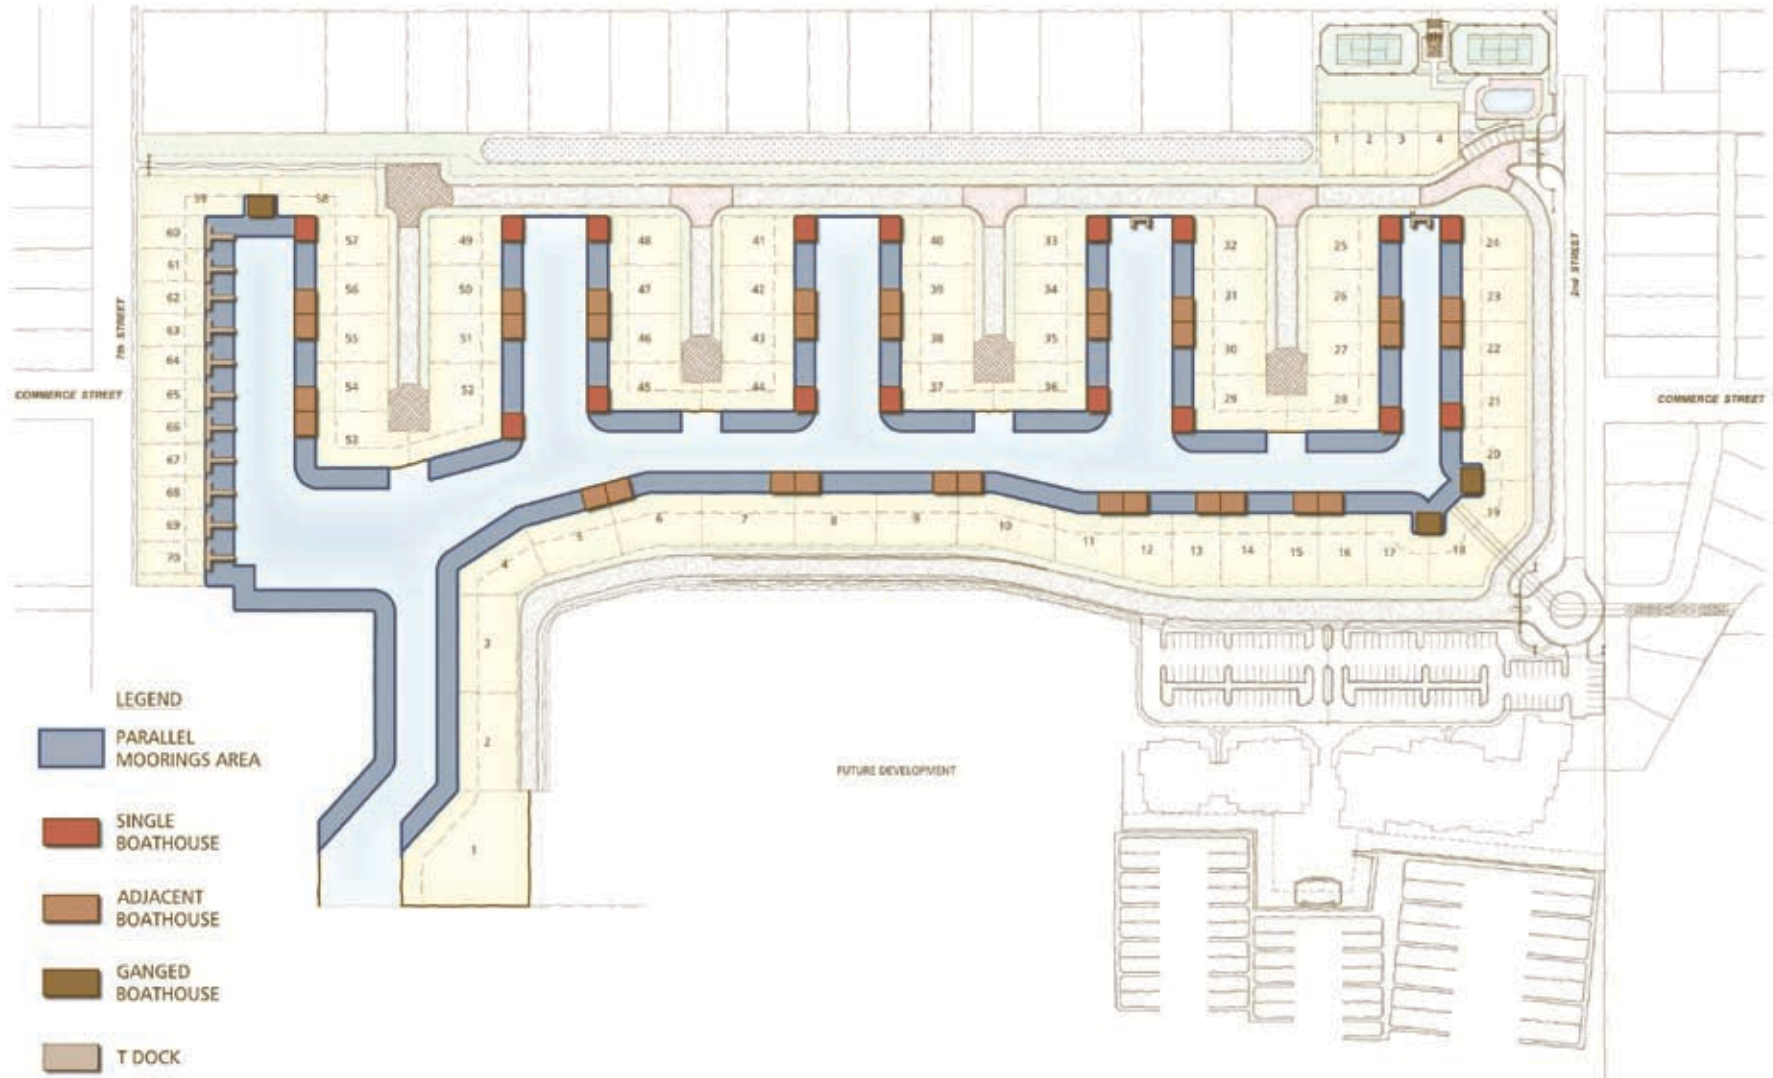 1 2 3 4
59 58
60 57 49 48 41 40 33 32 25 24
61
62 56 50 47 42 39 34 31 26 23
63 55 51 46 43 38 35 30 27 22
64
65 54 52 45 44 37 36 29 28 21
66
67 53 20
68
69
70
19
4 5 6 7 8 9 10 11 12 13 14 15 16 17 18
3
2
1
7th STREET
2nd STREET
COMMERCE STREET
COMMERCE STREET
FUTURE DEVELOPMENT
LEGEND
PARALLEL
MOORINGS AREA
SINGLE
BOATHOUSE
ADJACENT
BOATHOUSE
GANGED
BOATHOUSE
T DOCK